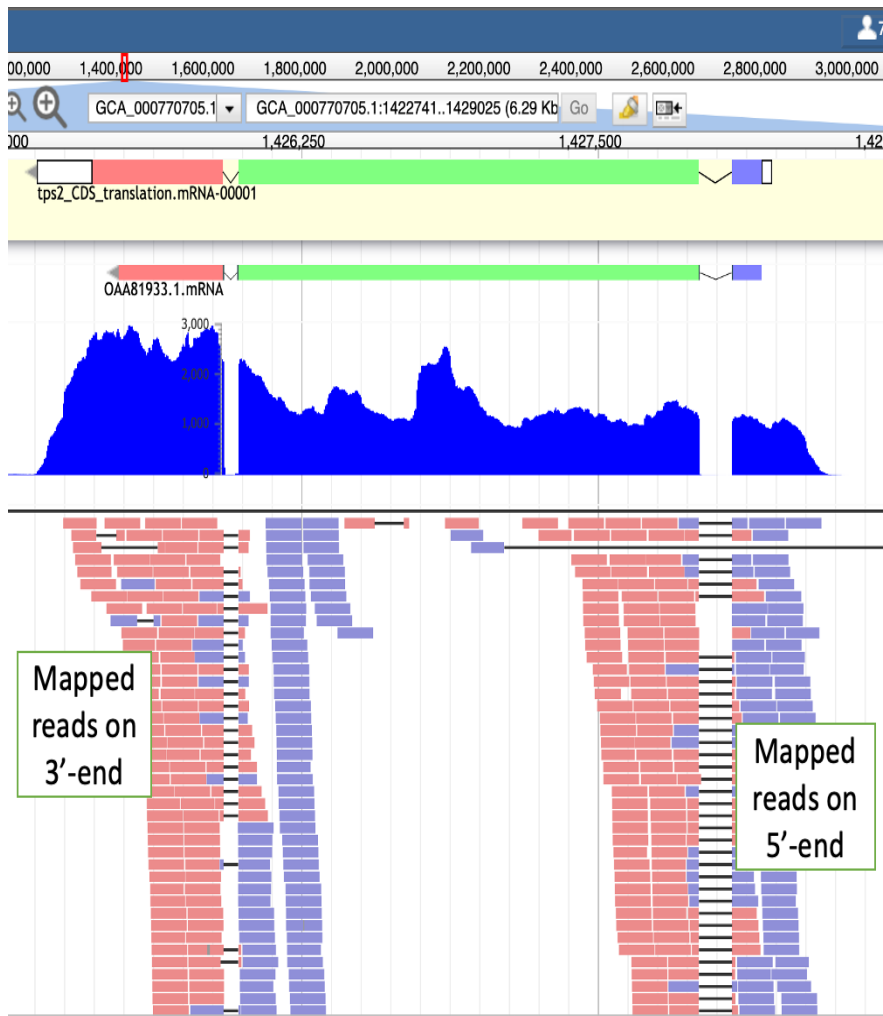 7
00,000 1,400,000 1,600,000 1,800,000 2,000,000 2,200,000 2,400,000 2,600,000 2,800,000 3,000,000
GCA_000770705.1 GCA_000770705.1:1422741..1429025 (6.29 Kb Go
000 1,426,250 1,427,500 1,42
tps2_CDS_translation.mRNA-00001
OAA81933.1.mRNA
3,000
2,000
1,000
0
Mapped
reads on
3’-end
Mapped
reads on
5’-end